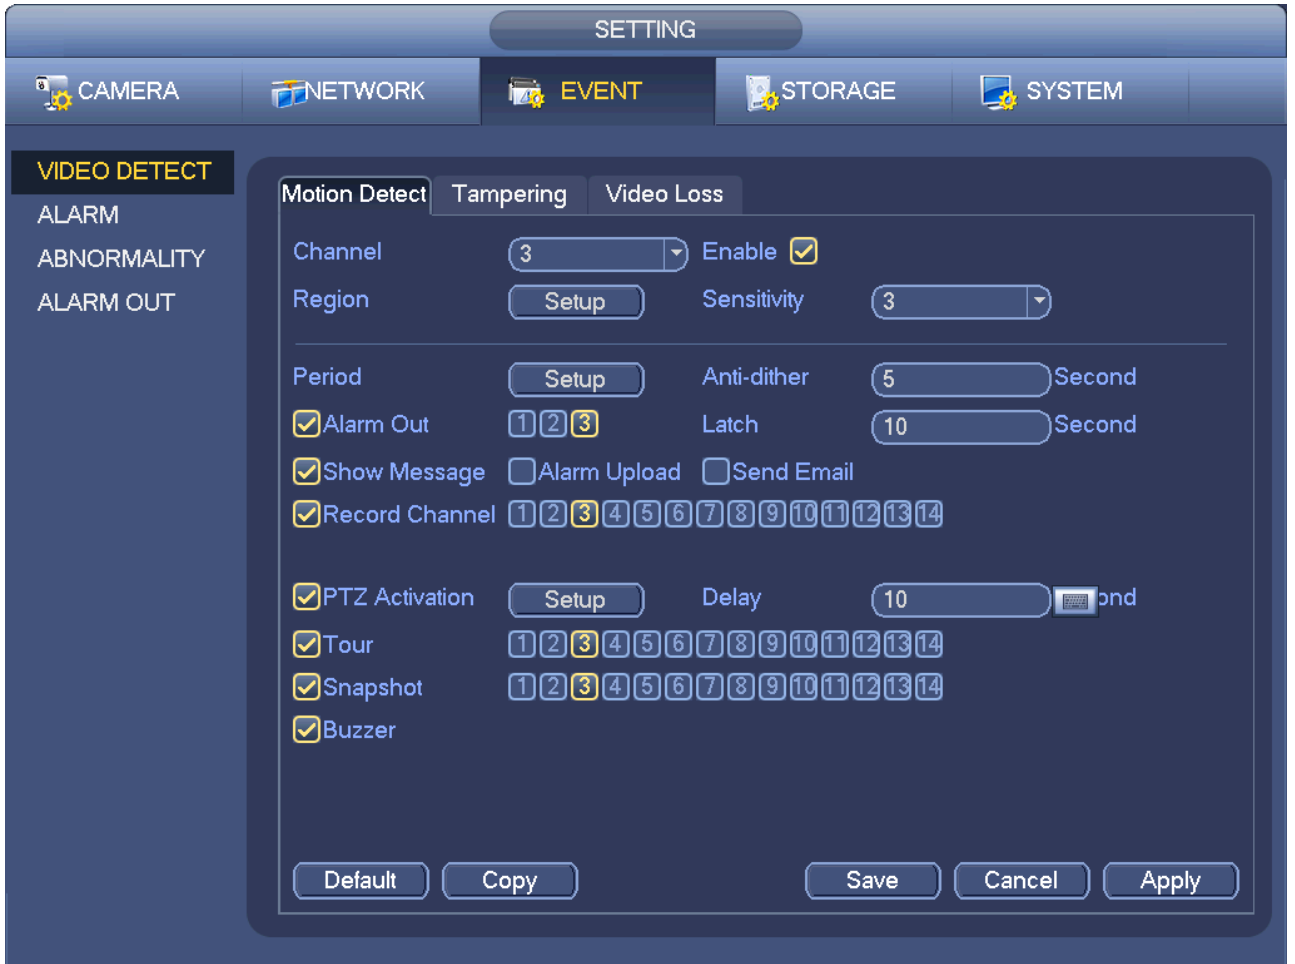 SETTING
CAMERA NETWORK EVENT STORAGE SYSTEM
VIDEO DETECT
ALARM
ABNORMALITY
ALARM OUT
Motion Detect Tampering Video Loss
Channel 3 Enable
Region Setup Sensitivity 3
Period Setup Anti-dither 5 Second
Alarm Out 1 2 3 Latch 10 Second
Show Message Alarm Upload Send Email
Record Channel 1 2 3 4 5 6 7 8 9 10 11 12 13 14
PTZ Activation Setup Delay 10 ond
Tour 1 2 3 4 5 6 7 8 9 10 11 12 13 14
Snapshot 1 2 3 4 5 6 7 8 9 10 11 12 13 14
Buzzer
Default Copy Save Cancel Apply